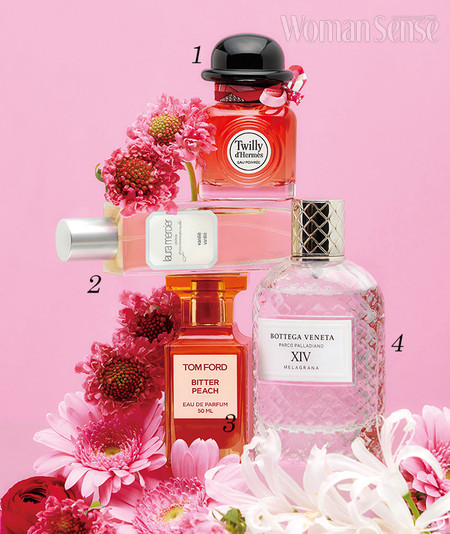 Woman Sense
1
Twilly
d'Hermès
EAU POIVRÉE
laura mercier
vanille
2
TOM FORD
BITTER
PEACH
EAU DE PARFUM
50 ML
3
BOTTEGA VENETA
PARCO PALLADIANO
XIV
MELAGRANA
4